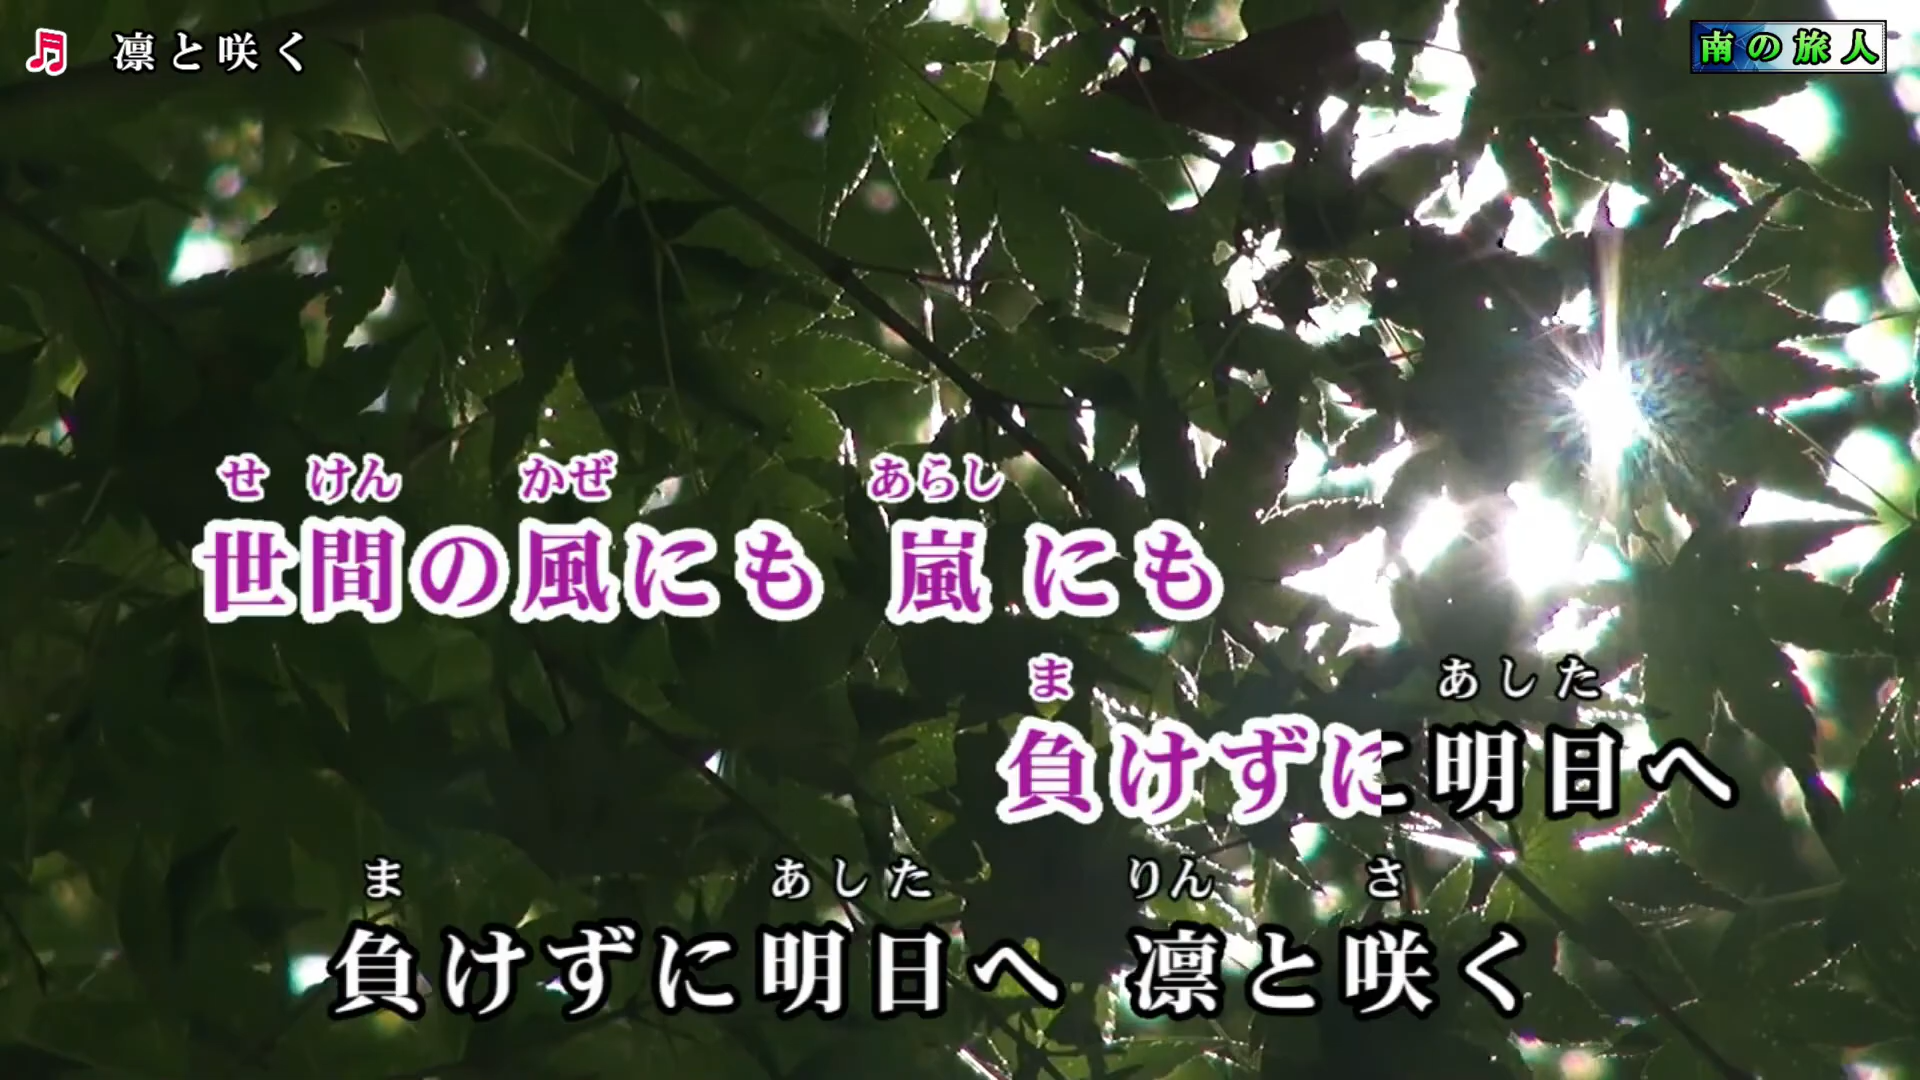 凛と咲く
南の旅人
せ けん かぜ あらし
世間の風にも 嵐にも
ま あした
負けずに明日へ
ま あした りん さ
負けずに明日へ 凛と咲く